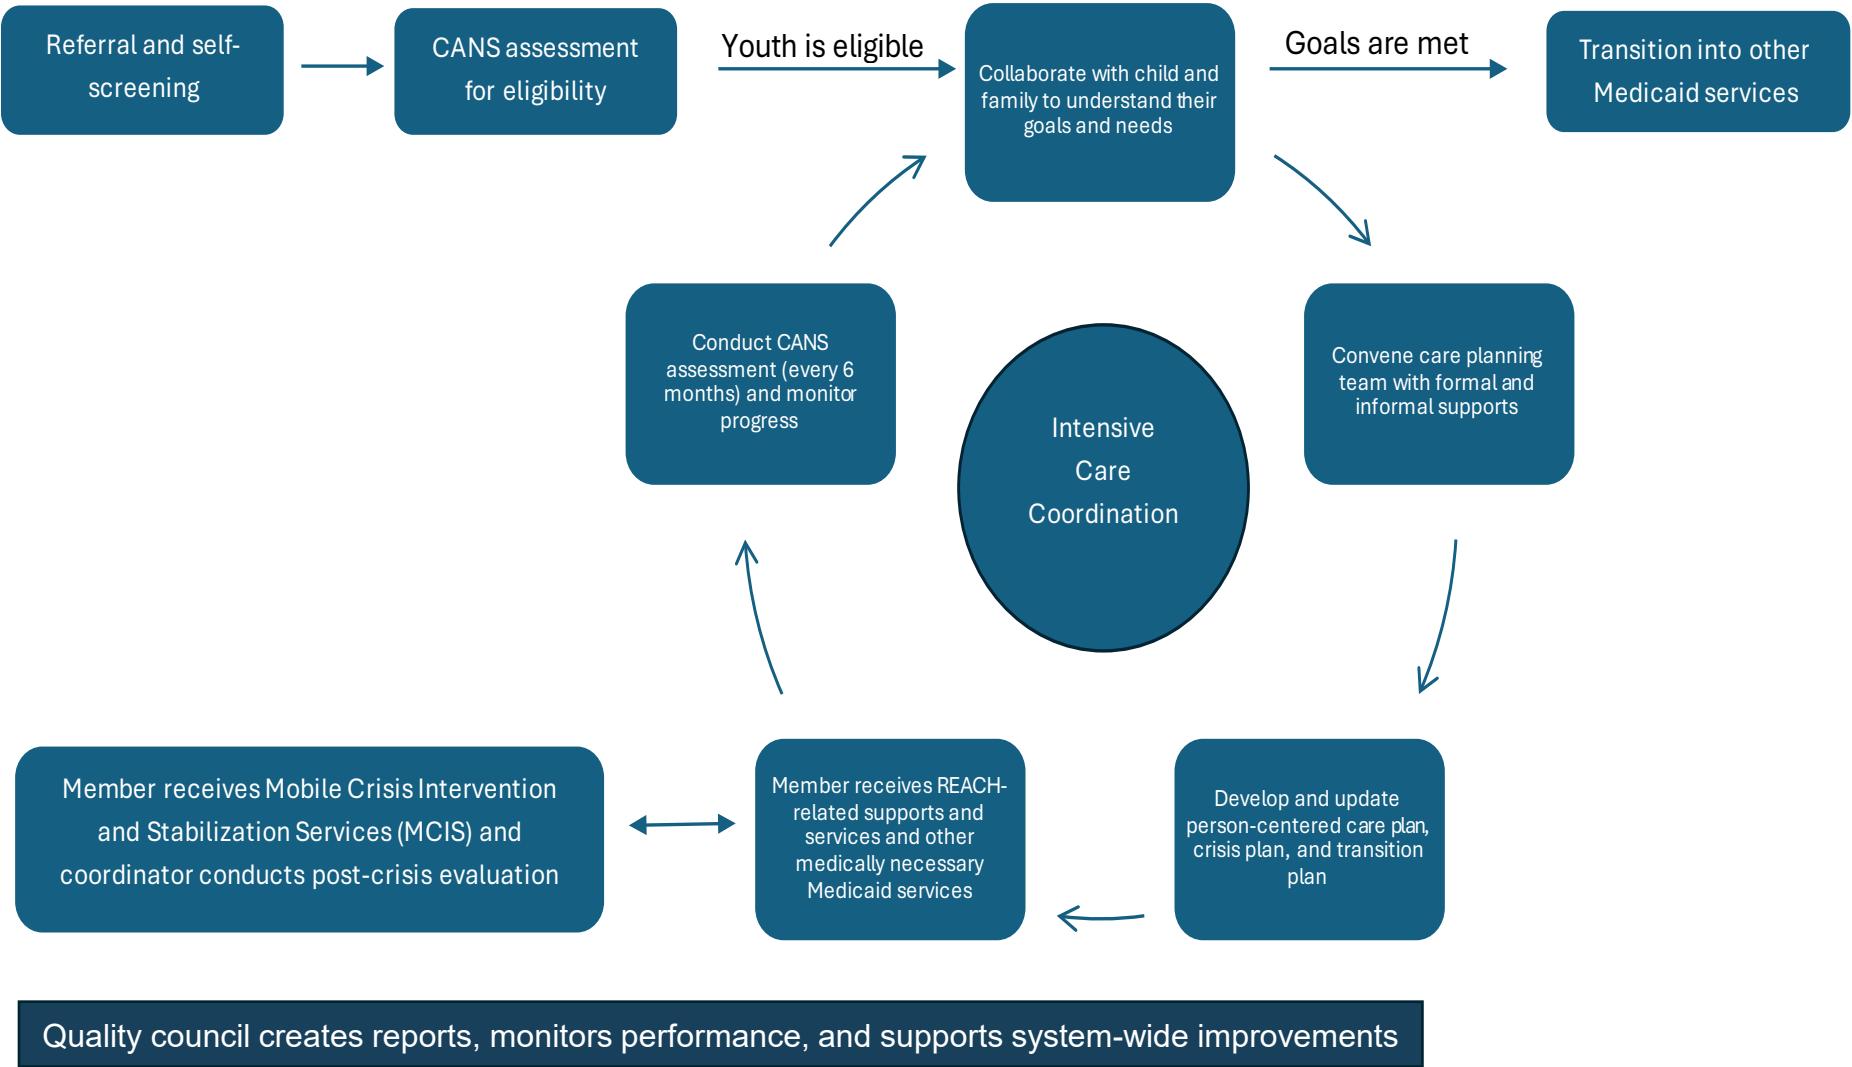 Referral and self-
screening
CANS assessment
for eligibility
Youth is eligible
Collaborate with child and
family to understand their
goals and needs
Goals are met
Transition into other
Medicaid services
Conduct CANS
assessment (every 6
months) and monitor
progress
Intensive
Care
Coordination
Convene care planning
team with formal and
informal supports
Member receives Mobile Crisis Intervention
and Stabilization Services (MCIS) and
coordinator conducts post-crisis evaluation
Member receives REACH-
related supports and
services and other
medically necessary
Medicaid services
Develop and update
person-centered care plan,
crisis plan, and transition
plan
Quality council creates reports, monitors performance, and supports system-wide improvements